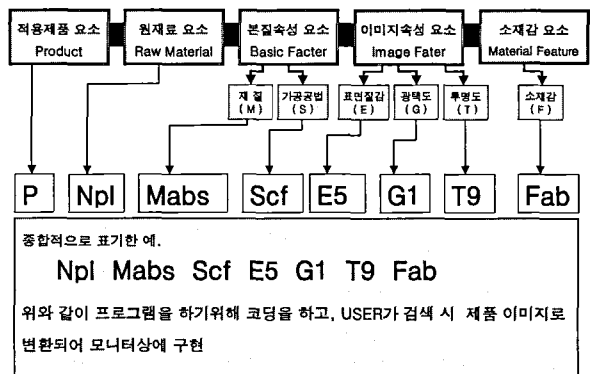 적용제품 요소 원재료 요소 본질속성 요소 이미지속성 요소 소재감 요소
Product Raw Material Basic Facter Image Fater Material Feature
재 질 가공공법 표면질감 광택도 투명도 소재감
(M) (S) (E) (G) (T) (F)
P Npl Mabs Scf E5 G1 T9 Fab
종합적으로 표기한 예.
Npl Mabs Scf E5 G1 T9 Fab
위와 같이 프로그램을 하기위해 코딩을 하고, USER가 검색 시 제품 이미지로
변환되어 모니터상에 구현